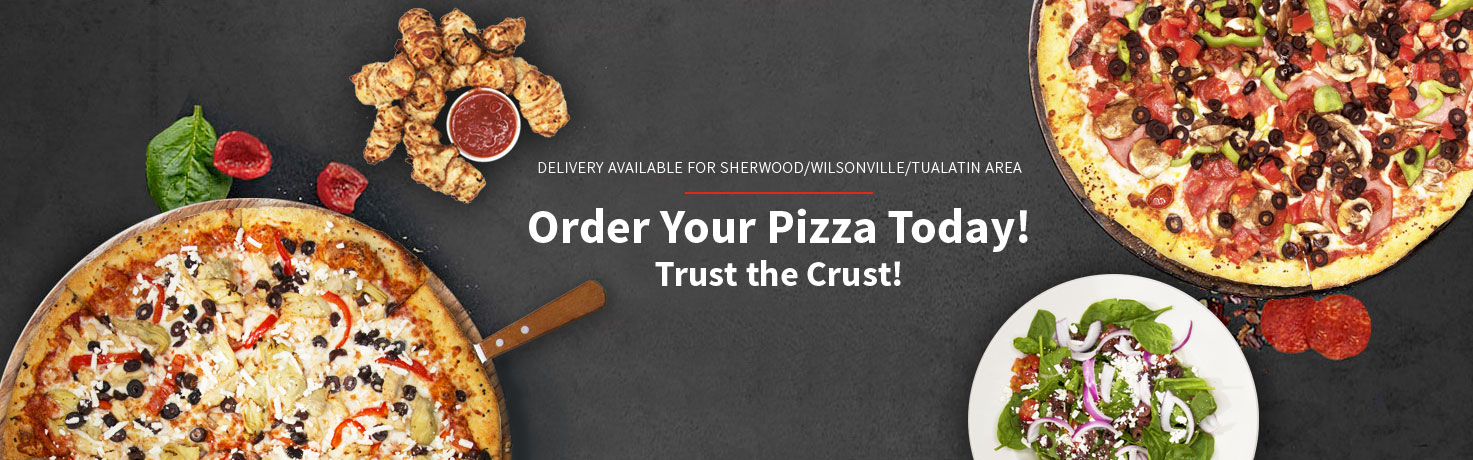 DELIVERY AVAILABLE FOR SHERWOOD/WILSONVILLE/TUALATIN AREA
Order Your Pizza Today!
Trust the Crust!